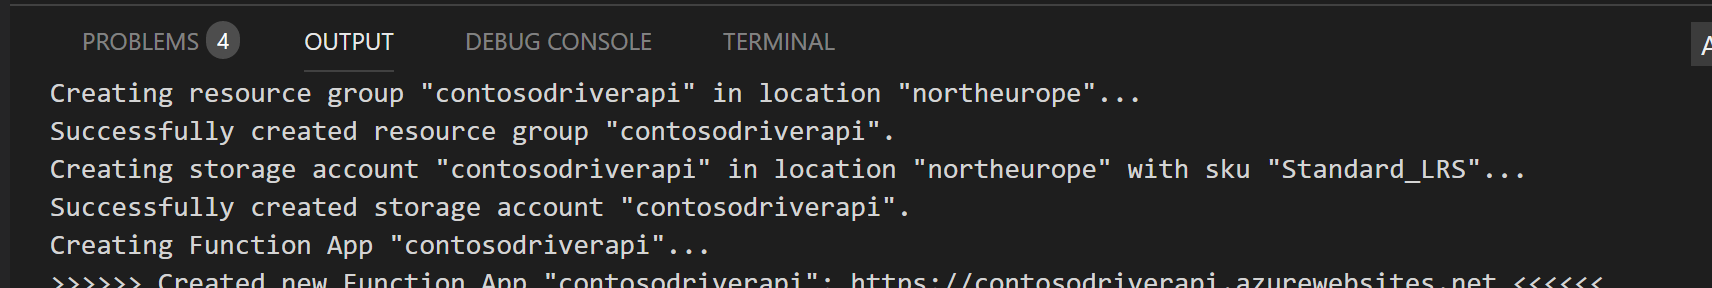 PROBLEMS 4 OUTPUT DEBUG CONSOLE TERMINAL A
Creating resource group "contosodriverapi" in location "northeurope"...
Successfully created resource group "contosodriverapi".
Creating storage account "contosodriverapi" in location "northeurope" with sku "Standard_LRS"...
Successfully created storage account "contosodriverapi".
Creating Function App "contosodriverapi"...
>>>>>> Created new Function App "contosodriverapi": https://contosodriverapi.azurewebsites.net <<<<<<